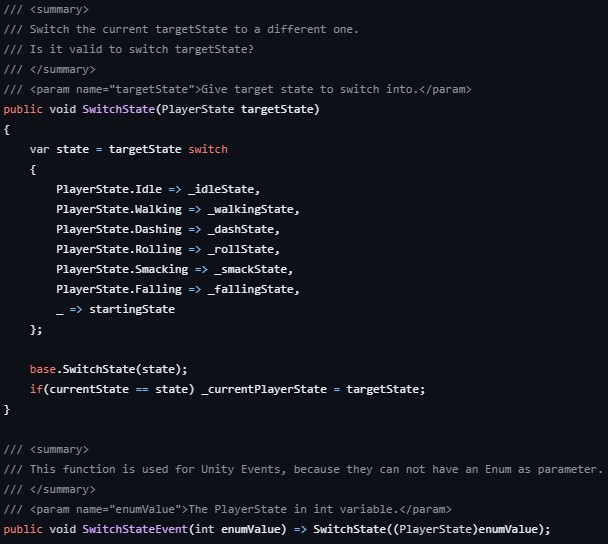 /// <summary>
/// Switch the current targetState to a different one.
/// Is it valid to switch targetState?
/// </summary>
/// <param name="targetState">Give target state to switch into.</param>
public void SwitchState(PlayerState targetState)
{
    var state = targetState switch
    {
        PlayerState.Idle => _idleState,
        PlayerState.Walking => _walkingState,
        PlayerState.Dashing => _dashState,
        PlayerState.Rolling => _rollState,
        PlayerState.Smacking => _smackState,
        PlayerState.Falling => _fallingState,
        _ => startingState
    };

    base.SwitchState(state);
    if(currentState == state) _currentPlayerState = targetState;
}

/// <summary>
/// This function is used for Unity Events, because they can not have an Enum as parameter.
/// </summary>
/// <param name="enumValue">The PlayerState in int variable.</param>
public void SwitchStateEvent(int enumValue) => SwitchState((PlayerState)enumValue);